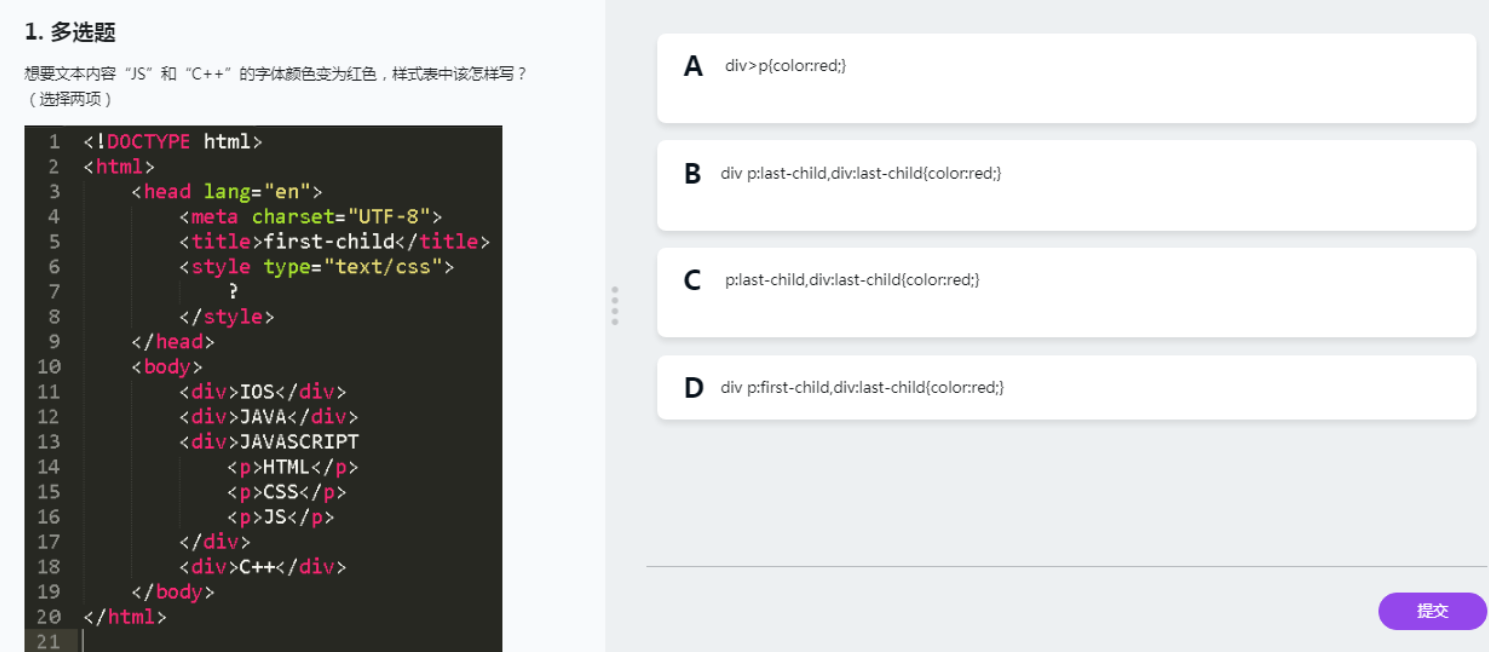 1. 多选题
想要文本内容“JS”和“C++”的字体颜色变为红色，样式表中该怎样写？
（选择两项）
1 <!DOCTYPE html>
2 <html>
3 <head lang="en">
4 <meta charset="UTF-8">
5 <title>first-child</title>
6 <style type="text/css">
7 ?
8 </style>
9 </head>
10 <body>
11 <div>IOS</div>
12 <div>JAVA</div>
13 <div>JAVASCRIPT
14 <p>HTML</p>
15 <p>CSS</p>
16 <p>JS</p>
17 </div>
18 <div>C++</div>
19 </body>
20 </html>
21
A div>p{color:red;}
B div p:last-child,div:last-child{color:red;}
C p:last-child,div:last-child{color:red;}
D div p:first-child,div:last-child{color:red;}
提交